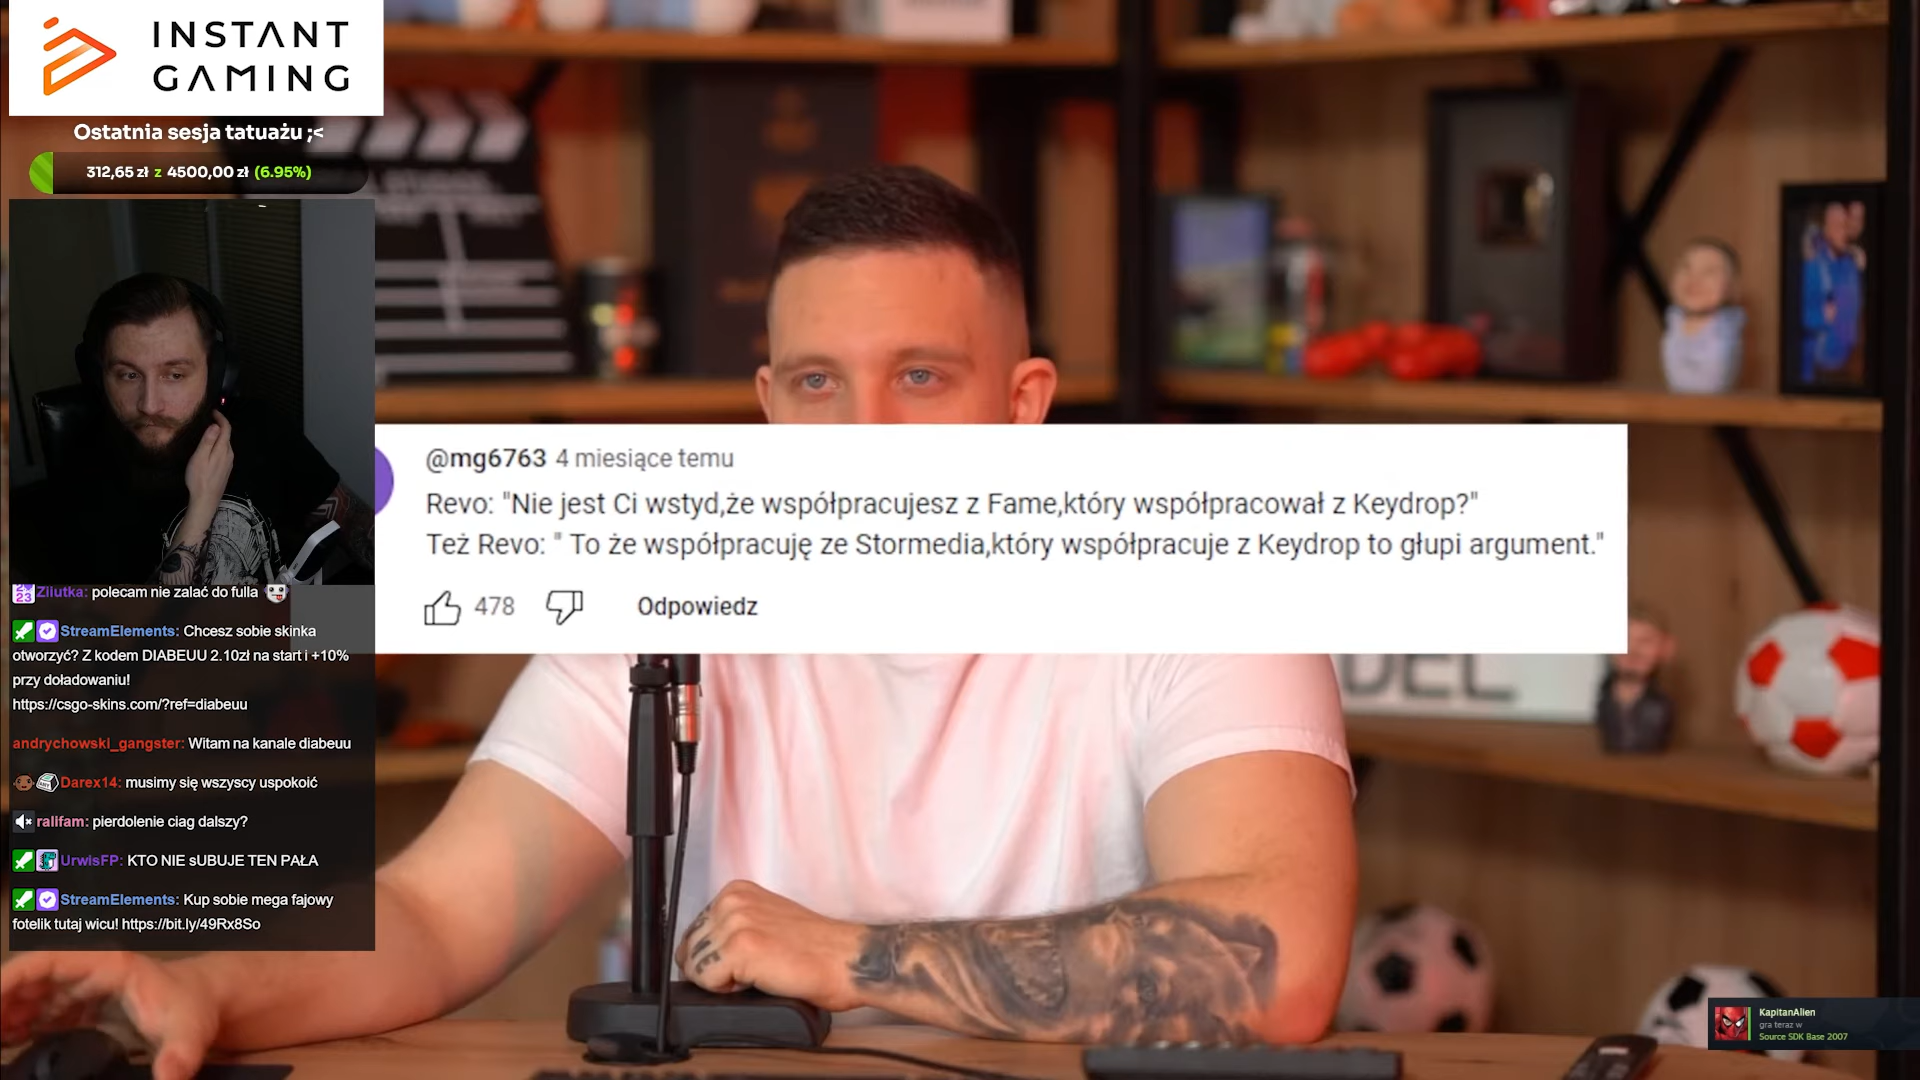 INSTANT
GAMING
Ostatnia sesja tatuażu ;<
312,65 zł z 4500,00 zł (6.95%)
@mg6763 4 miesiące temu
Revo: "Nie jest Ci wstyd,że współpracujesz z Fame,który współpracował z Keydrop?"
Też Revo: " To że współpracuję ze Stormedia,który współpracuje z Keydrop to głupi argument."
478 Odpowiedz
Zliutka: polecam nie zalać do fulla
StreamElements: Chcesz sobie skinka
otworzyć? Z kodem DIABEUU 2.10zł na start i +10%
przy doładowaniu!
https://csgo-skins.com/?ref=diabeuu
andrychowski_gangster: Witam na kanale diabeuu
Darex14: musimy się wszyscy uspokoić
ralifam: pierdolenie ciag dalszy?
UrwisFP: KTO NIE sUBUJE TEN PAŁA
StreamElements: Kup sobie mega fajowy
fotelik tutaj wicu! https://bit.ly/49Rx8So
KapitanAlien
gra teraz w
Source SDK Base 2007